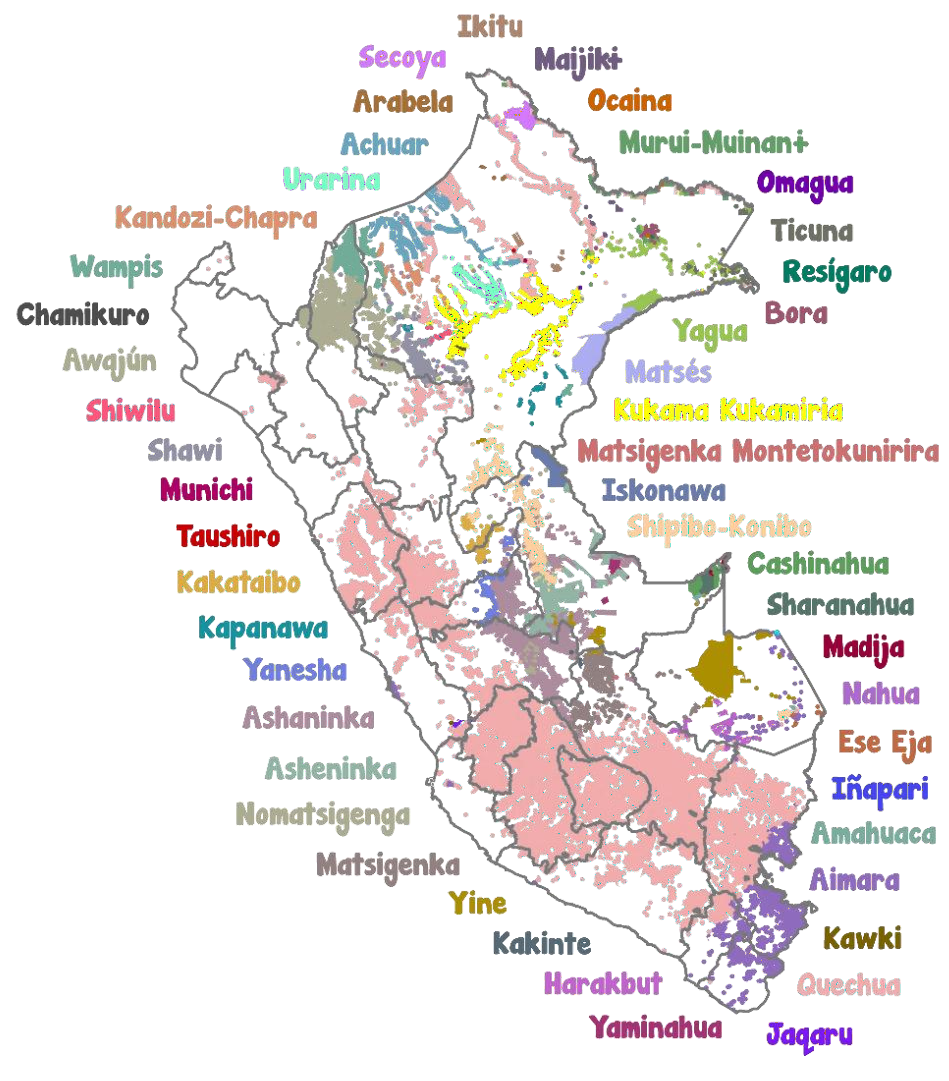 Ikitu
Secoya
Maijiki̵
Arabela
Ocaina
Achuar
Murui-Muinani̵
Urarina
Omagua
Kandozi-Chapra
Ticuna
Wampis
Resígaro
Chamikuro
Bora
Yagua
Awajún
Matsés
Shiwilu
Kukama Kukamiria
Shawi
Matsigenka Montetokunirira
Munichi
Iskonawa
Taushiro
Shipibo-Konibo
Kakataibo
Cashinahua
Sharanahua
Kapanawa
Madija
Yanesha
Nahua
Ashaninka
Ese Eja
Asheninka
Iñapari
Nomatsigenga
Amahuaca
Matsigenka
Aimara
Yine
Kakinte
Kawki
Harakbut
Quechua
Yaminahua
Jaqaru